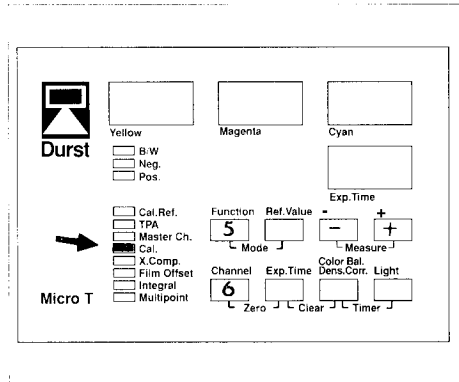 Yellow Magenta Cyan
Durst
B/W
Neg.
Pos.
Exp.Time
Cal.Ref.
TPA
Master Ch.
Cal.
X.Comp.
Film Offset
Integral
Multipoint
Function Ref.Value - +
5 - +
Mode Measure
Channel Exp.Time Color Bal. Dens.Corr. Light
6
Zero Clear Timer
Micro T